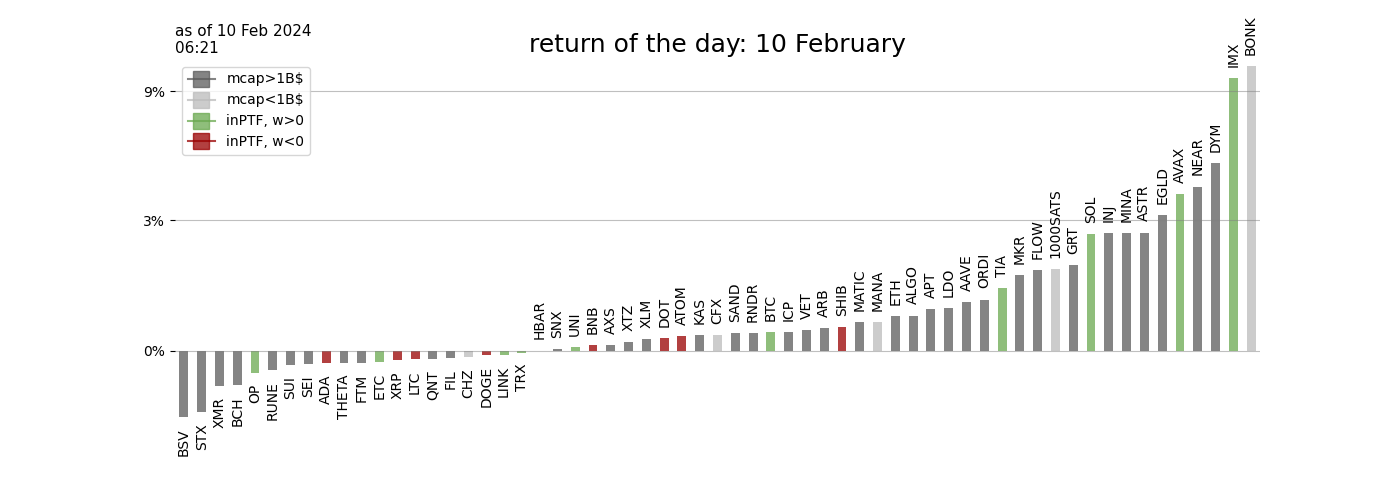 as of 10 Feb 2024
06:21
return of the day: 10 February
mcap>1B$
mcap<1B$
inPTF, w>0
inPTF, w<0
9%
3%
0%
BSV
STX
XMR
BCH
OP
RUNE
SUI
SEI
ADA
THETA
FTM
ETC
XRP
LTC
QNT
FIL
CHZ
DOGE
LINK
TRX
HBAR
SNX
UNI
BNB
AXS
XTZ
XLM
DOT
ATOM
KAS
CFX
SAND
RNDR
BTC
ICP
VET
ARB
SHIB
MATIC
MANA
ETH
ALGO
APT
LDO
AAVE
ORDI
TIA
MKR
FLOW
1000SATS
GRT
SOL
INJ
MINA
ASTR
EGLD
AVAX
NEAR
DYM
IMX
BONK